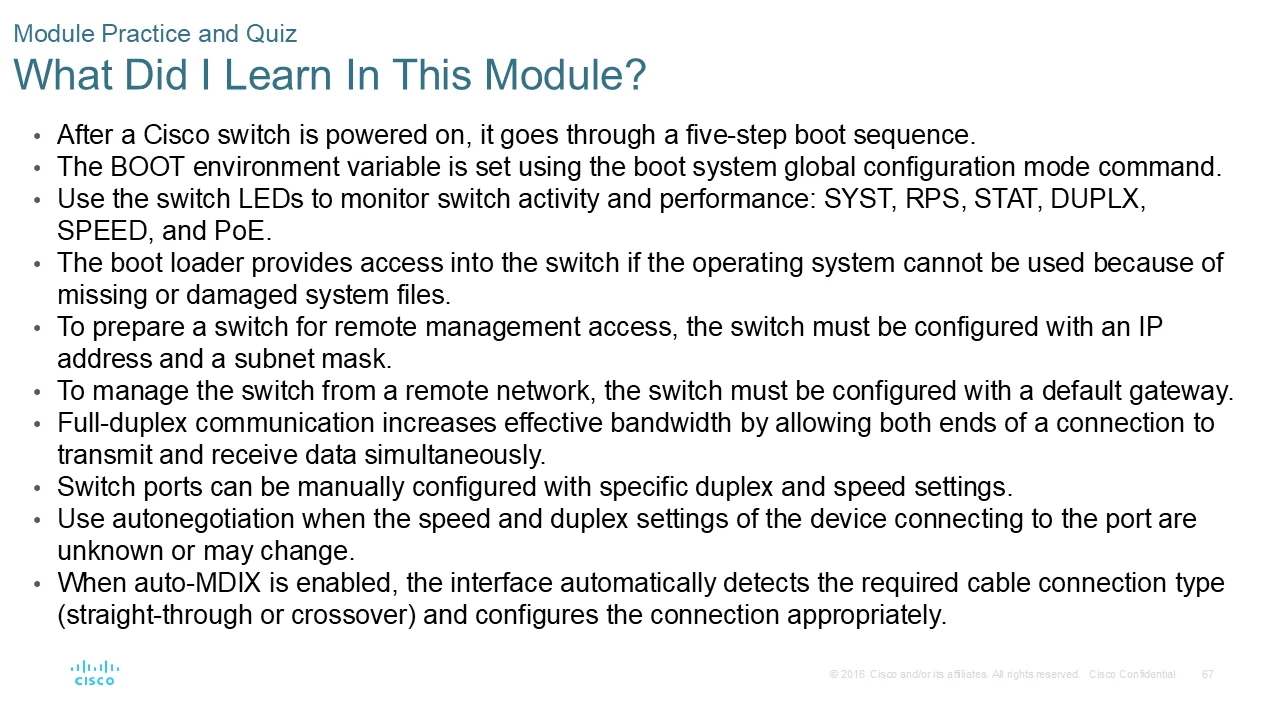 Module Practice and Quiz
What Did I Learn In This Module?
• After a Cisco switch is powered on, it goes through a five-step boot sequence.
• The BOOT environment variable is set using the boot system global configuration mode command.
• Use the switch LEDs to monitor switch activity and performance: SYST, RPS, STAT, DUPLX,
SPEED, and PoE.
• The boot loader provides access into the switch if the operating system cannot be used because of
missing or damaged system files.
• To prepare a switch for remote management access, the switch must be configured with an IP
address and a subnet mask.
• To manage the switch from a remote network, the switch must be configured with a default gateway.
• Full-duplex communication increases effective bandwidth by allowing both ends of a connection to
transmit and receive data simultaneously.
• Switch ports can be manually configured with specific duplex and speed settings.
• Use autonegotiation when the speed and duplex settings of the device connecting to the port are
unknown or may change.
• When auto-MDIX is enabled, the interface automatically detects the required cable connection type
(straight-through or crossover) and configures the connection appropriately.
CISCO
© 2016 Cisco and/or its affiliates. All rights reserved. Cisco Confidential 67